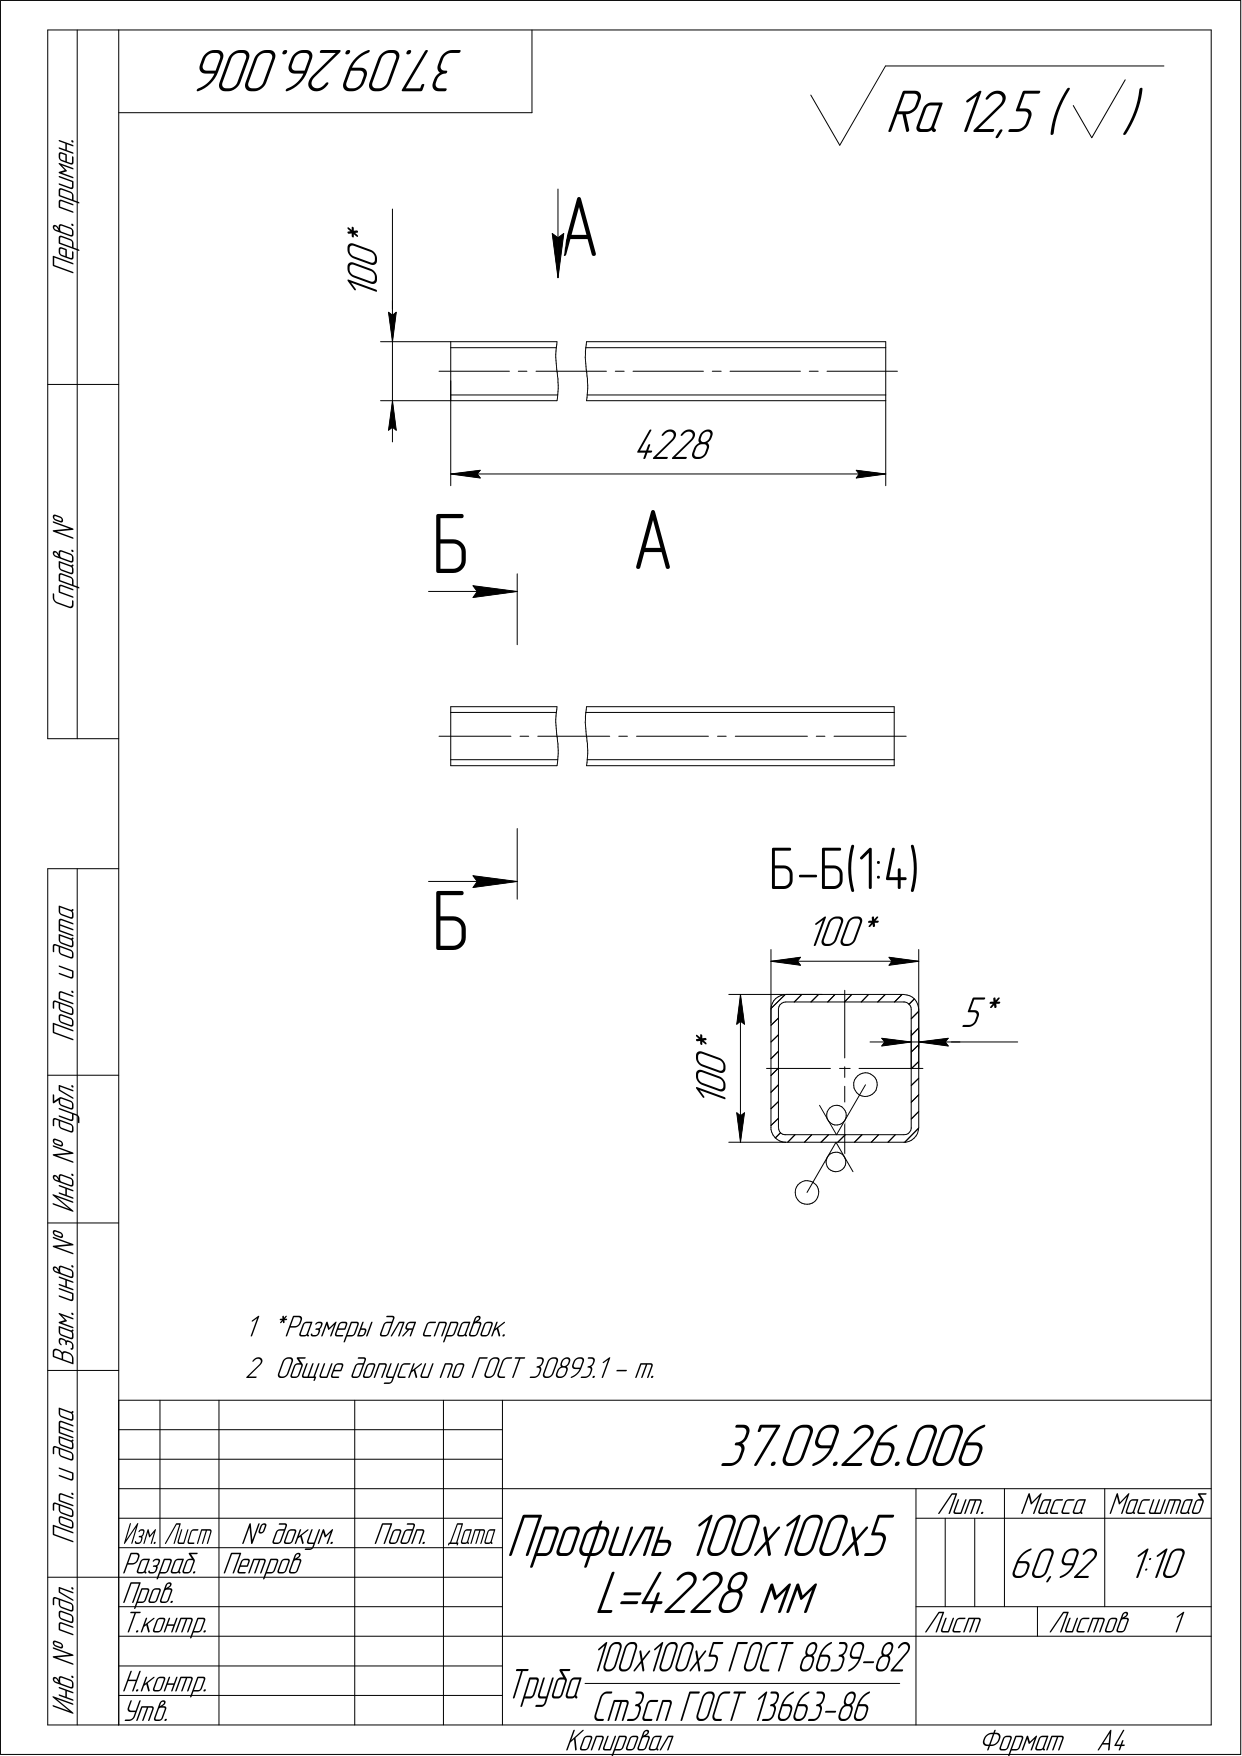 37.09.26.006
Ra 12,5 (√)
Перв. примен.
Справ. №
Подп. и дата
Инв. № дубл.
Взам. инв. №
Подп. и дата
Инв. № подл.
А
100*
4228
Б
А
Б
Б-Б(1:4)
100*
5*
100*
1 *Размеры для справок.
2 Общие допуски по ГОСТ 30893.1 - m.
37.09.26.006
Изм. Лист № докум. Подп. Дата
Разраб. Петров
Пров.
Т.контр.
Н.контр.
Утв.
Профиль 100х100х5
L=4228 мм
Лит. Масса Масштаб
60,92 1:10
Лист Листов 1
Труба 100х100х5 ГОСТ 8639-82
Ст3сп ГОСТ 13663-86
Копировал Формат А4